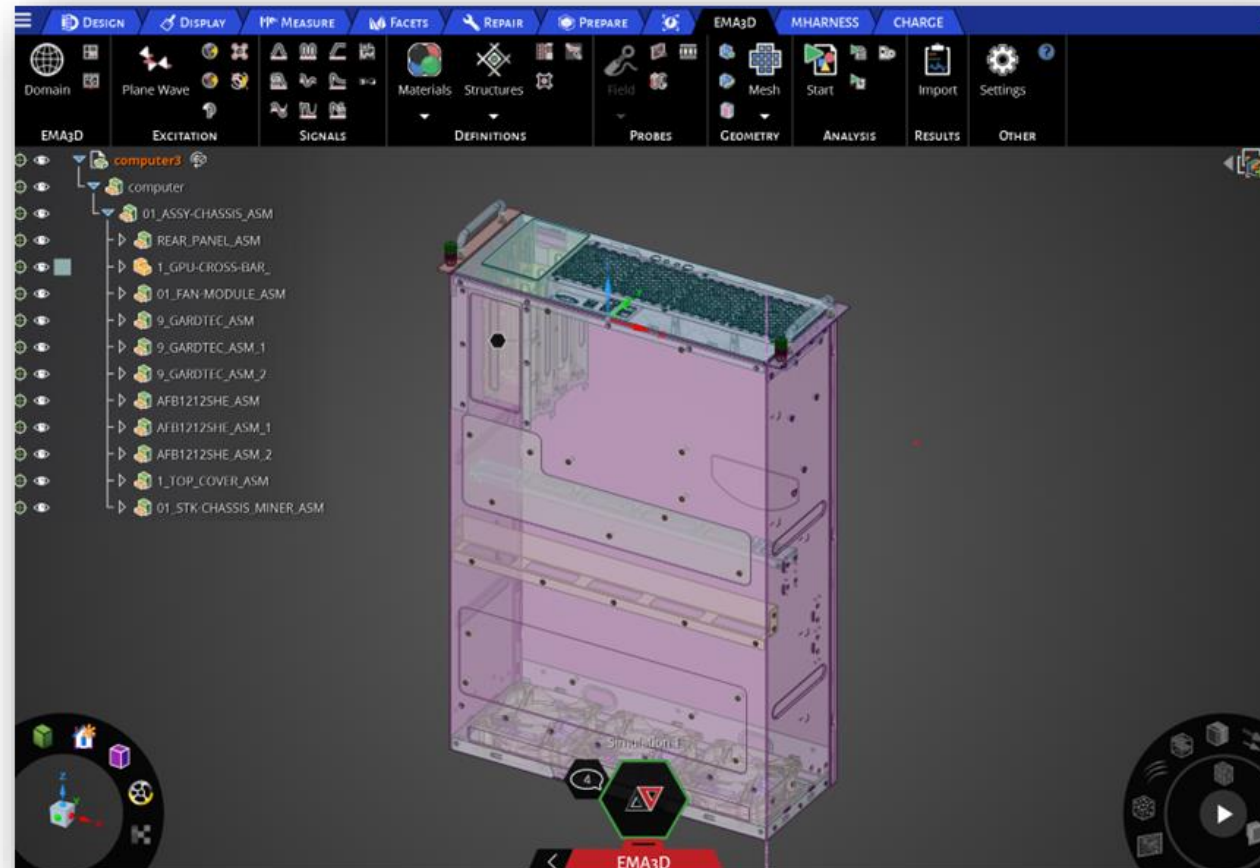 DESIGN DISPLAY MEASURE FACETS REPAIR PREPARE EMA3D MHARNESS CHARGE
Domain Plane Wave Materials Structures Field Mesh Start Import Settings
EMA3D EXCITATION SIGNALS DEFINITIONS PROBES GEOMETRY ANALYSIS RESULTS OTHER
computer3
computer
01_ASSY-CHASSIS_ASM
REAR_PANEL_ASM
1_GPU-CROSS-BAR_
01_FAN-MODULE_ASM
9_GARDTEC_ASM
9_GARDTEC_ASM_1
9_GARDTEC_ASM_2
AFB1212SHE_ASM
AFB1212SHE_ASM_1
AFB1212SHE_ASM_2
1_TOP_COVER_ASM
01_STK-CHASSIS_MINER_ASM
Simulation 1
4
Z
EMA3D